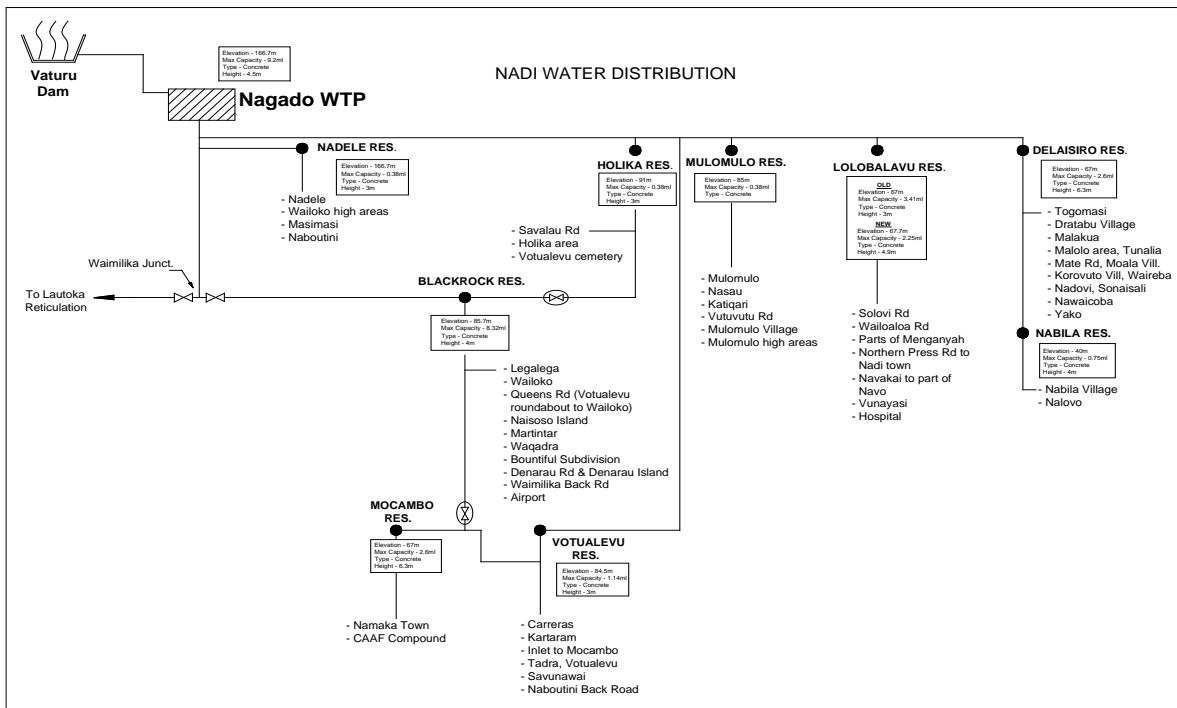 NADI WATER DISTRIBUTION
Vaturu
Dam
Elevation - 166.7m
Max Capacity - 9.2ml
Type - Concrete
Height - 4.5m
Nagado WTP
NADELE RES.
Elevation - 166.7m
Max Capacity - 0.38ml
Type - Concrete
Height - 3m
- Nadele
- Wailoko high areas
- Masimasi
- Naboutini
HOLIKA RES.
Elevation - 91m
Max Capacity - 0.38ml
Type - Concrete
Height - 3m
- Savalau Rd
- Holika area
- Votualevu cemetery
MULOMULO RES.
Elevation - 85m
Max Capacity - 0.38ml
Type - Concrete
- Mulomulo
- Nasau
- Katiqari
- Vutuvutu Rd
- Mulomulo Village
- Mulomulo high areas
LOLOBALAVU RES.
OLD
Elevation - 67m
Max Capacity - 3.41ml
Type - Concrete
Height - 3m
NEW
Elevation - 67.7m
Max Capacity - 2.25ml
Type - Concrete
Height - 4.9m
- Solovi Rd
- Wailoaloa Rd
- Parts of Menganyah
- Northern Press Rd to
Nadi town
- Navakai to part of
Navo
- Vunayasi
- Hospital
DELAISIRO RES.
Elevation - 67m
Max Capacity - 2.6ml
Type - Concrete
Height - 6.3m
- Togomasi
- Dratabu Village
- Malakua
- Malolo area, Tunalia
- Mate Rd, Moala Vill.
- Korovuto Vill, Waireba
- Nadovi, Sonaisali
- Nawaicoba
- Yako
NABILA RES.
Elevation - 40m
Max Capacity - 0.75ml
Type - Concrete
Height - 4m
- Nabila Village
- Nalovo
Waimilika Junct.
To Lautoka
Reticulation
BLACKROCK RES.
Elevation - 85.7m
Max Capacity - 8.32ml
Type - Concrete
Height - 4m
- Legalega
- Wailoko
- Queens Rd (Votualevu
roundabout to Wailoko)
- Naisoso Island
- Martintar
- Waqadra
- Bountiful Subdivision
- Denarau Rd & Denarau Island
- Waimilika Back Rd
- Airport
MOCAMBO
RES.
Elevation - 67m
Max Capacity - 2.6ml
Type - Concrete
Height - 6.3m
- Namaka Town
- CAAF Compound
VOTUALEVU
RES.
Elevation - 84.5m
Max Capacity - 1.14ml
Type - Concrete
Height - 3m
- Carreras
- Kartaram
- Inlet to Mocambo
- Tadra, Votualevu
- Savunawai
- Naboutini Back Road